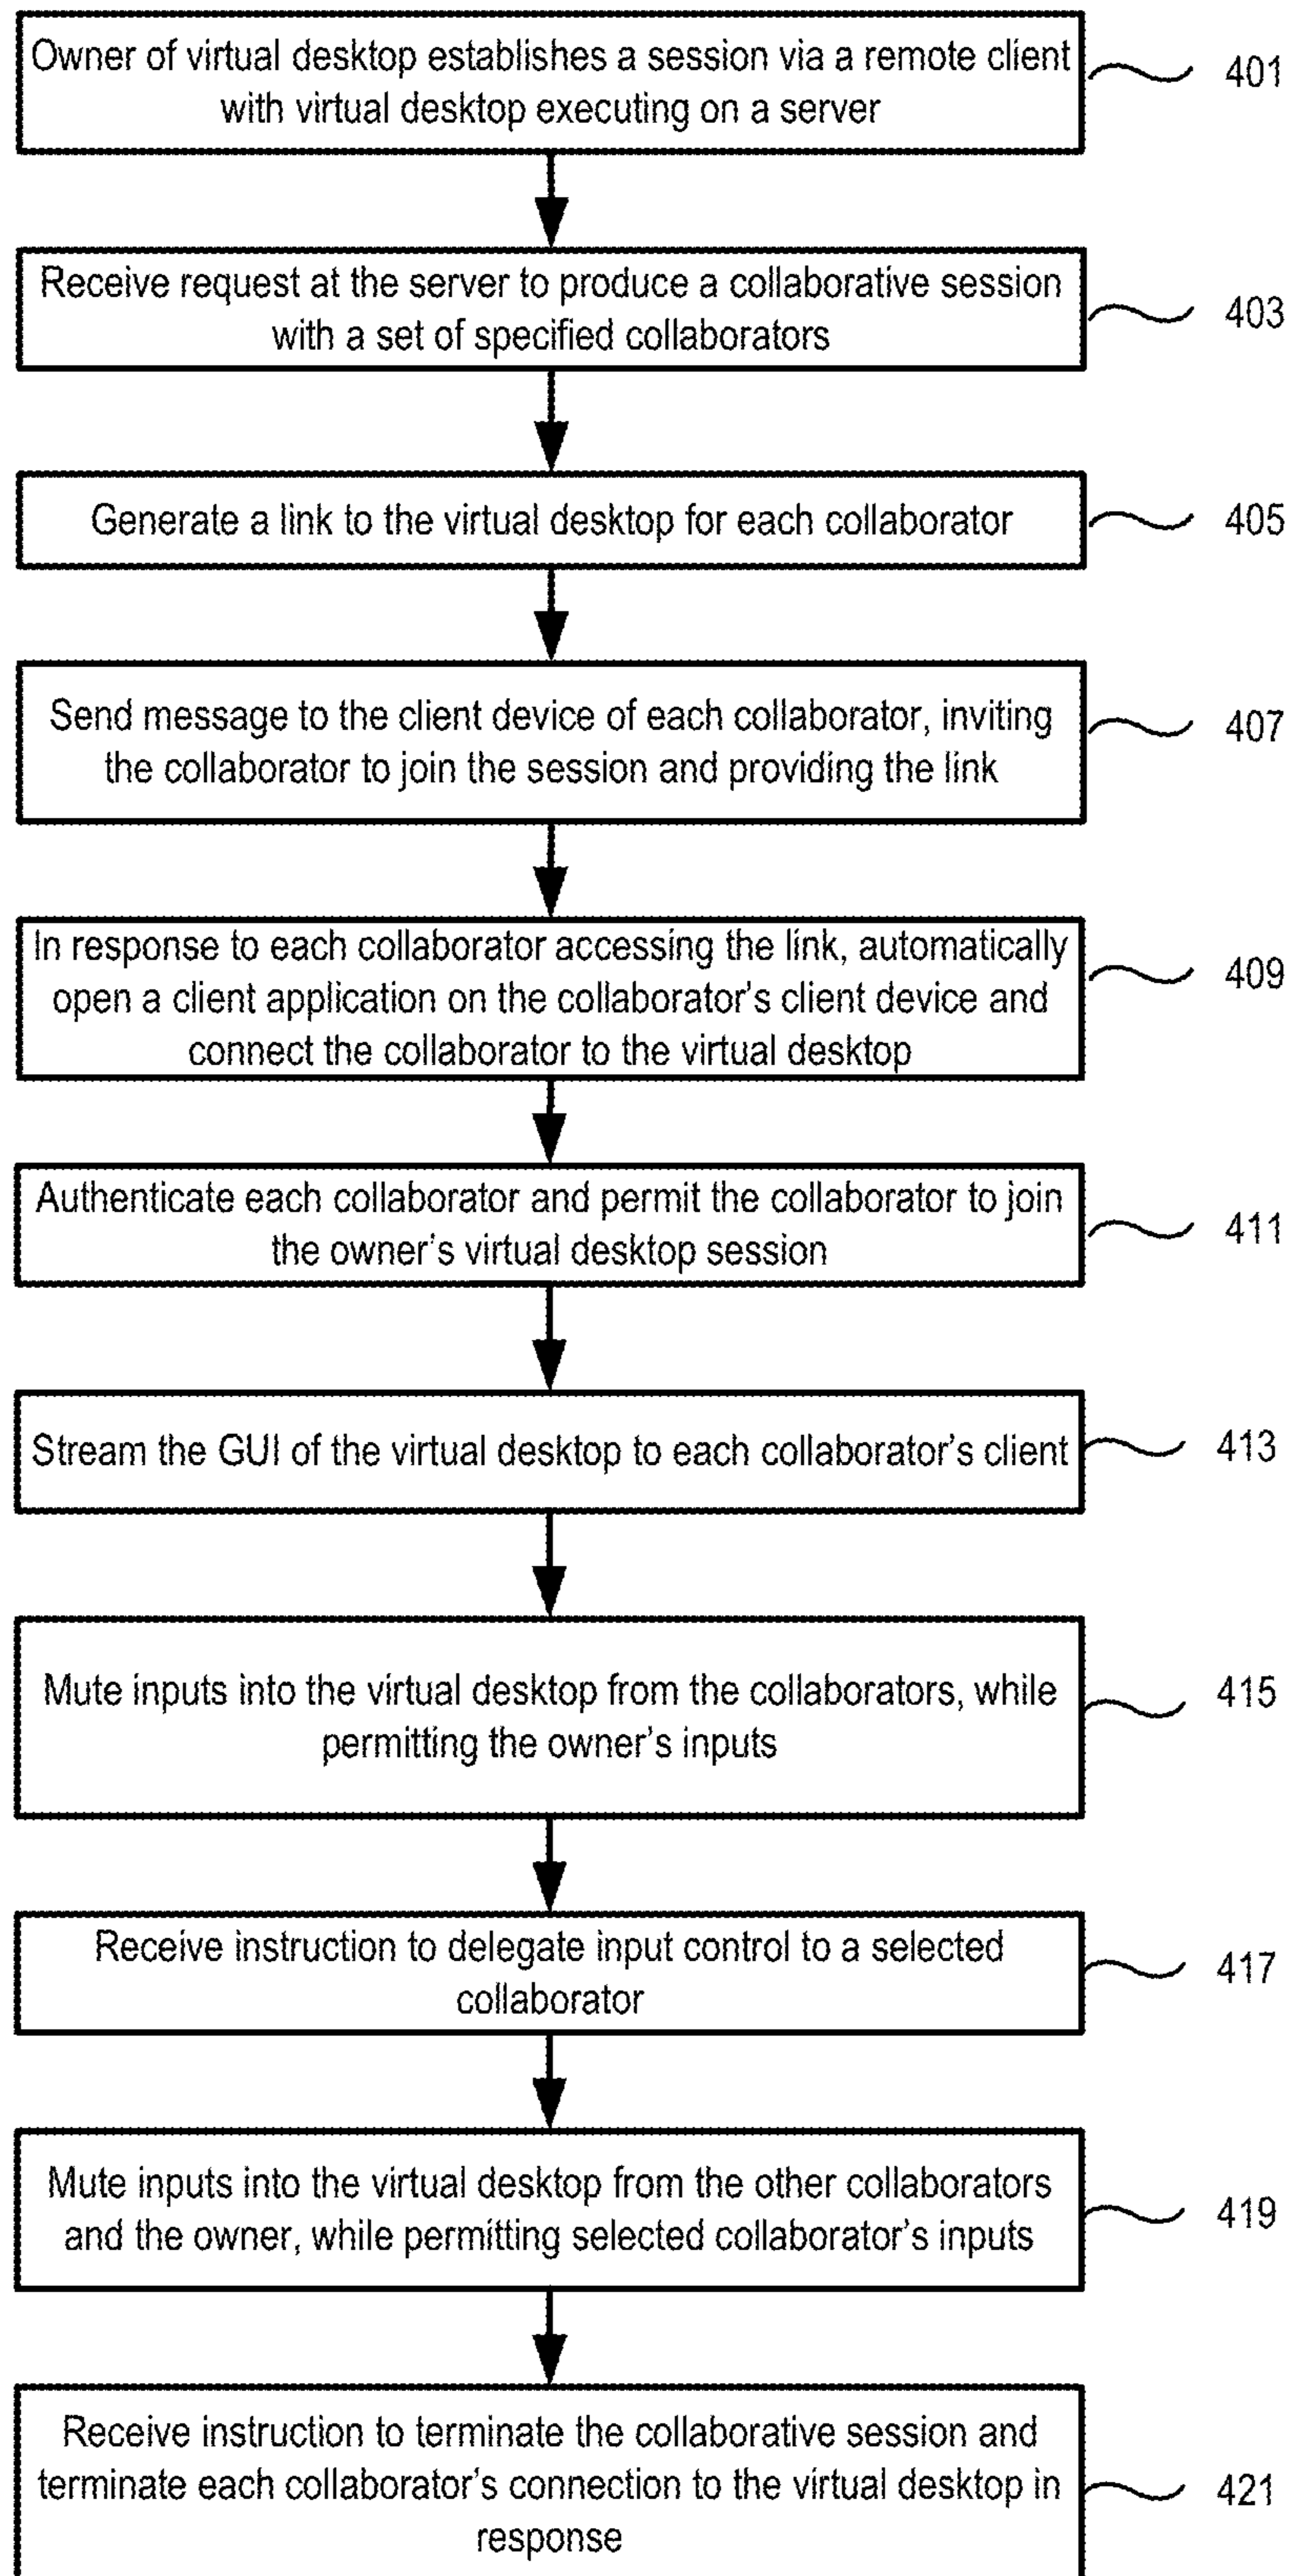 Owner of virtual desktop establishes a session via a remote client
with virtual desktop executing on a server
401
Receive request at the server to produce a collaborative session
with a set of specified collaborators
403
Generate a link to the virtual desktop for each collaborator
405
Send message to the client device of each collaborator, inviting
the collaborator to join the session and providing the link
407
In response to each collaborator accessing the link, automatically
open a client application on the collaborator's client device and
connect the collaborator to the virtual desktop
409
Authenticate each collaborator and permit the collaborator to join
the owner's virtual desktop session
411
Stream the GUI of the virtual desktop to each collaborator's client
413
Mute inputs into the virtual desktop from the collaborators, while
permitting the owner's inputs
415
Receive instruction to delegate input control to a selected
collaborator
417
Mute inputs into the virtual desktop from the other collaborators
and the owner, while permitting selected collaborator's inputs
419
Receive instruction to terminate the collaborative session and
terminate each collaborator's connection to the virtual desktop in
response
421